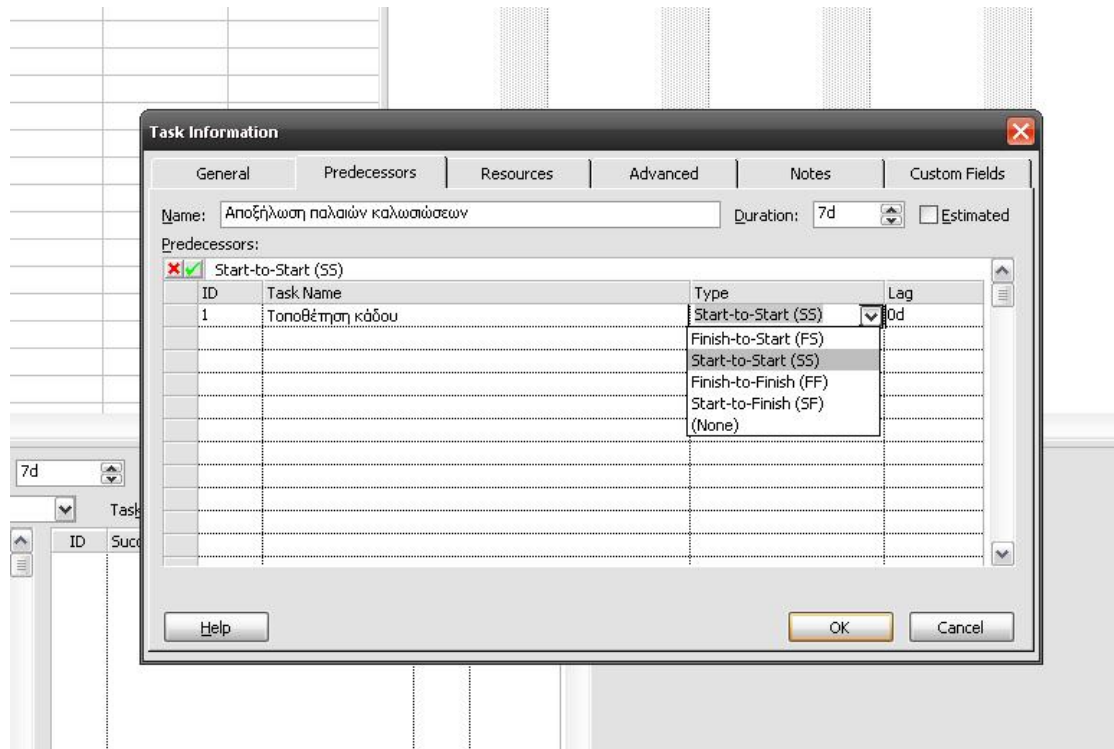 Task Information
General Predecessors Resources Advanced Notes Custom Fields
Name: Αποξήλωση παλαιών καλωσιώσεων Duration: 7d Estimated
Predecessors:
Start-to-Start (SS)
ID Task Name Type Lag
1 Τοποθέτηση κάδου Start-to-Start (SS) 0d
Finish-to-Start (FS)
Start-to-Start (SS)
Finish-to-Finish (FF)
Start-to-Finish (SF)
(None)
7d
Task
ID Succ
Help OK Cancel